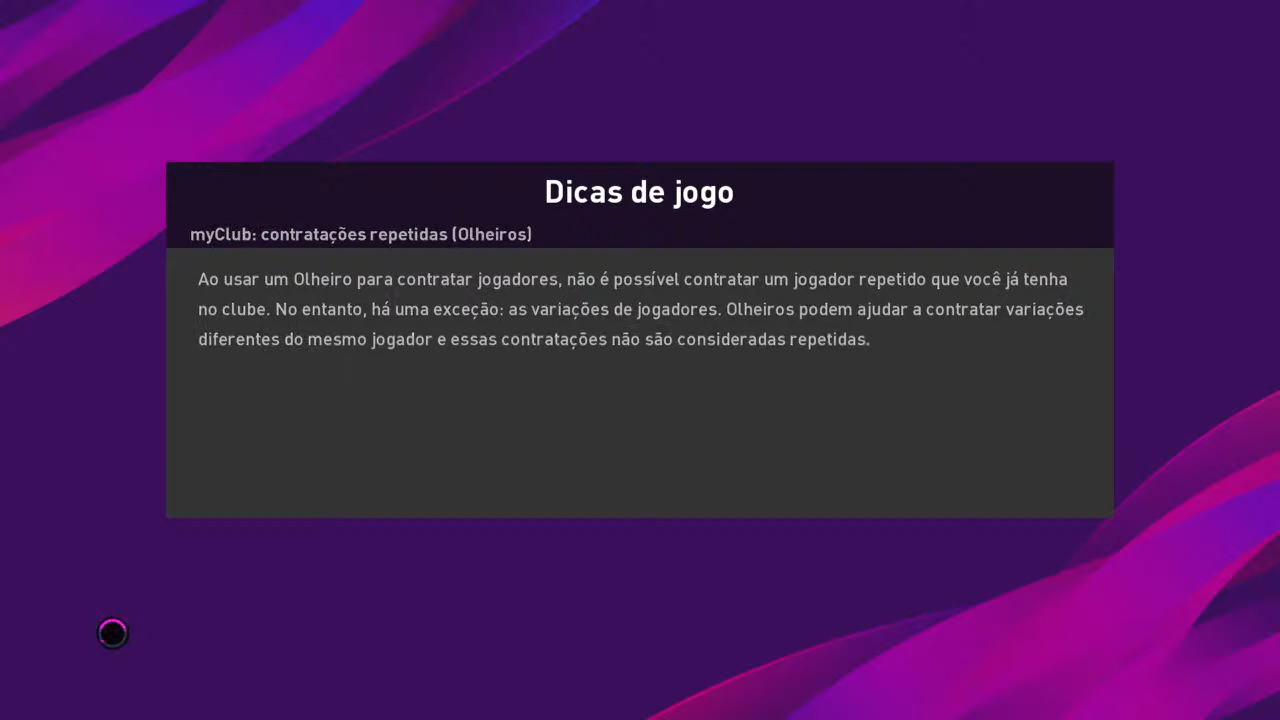 Dicas de jogo
myClub: contratações repetidas (Olheiros)
Ao usar um Olheiro para contratar jogadores, não é possível contratar um jogador repetido que você já tenha
no clube. No entanto, há uma exceção: as variações de jogadores. Olheiros podem ajudar a contratar variações
diferentes do mesmo jogador e essas contratações não são consideradas repetidas.